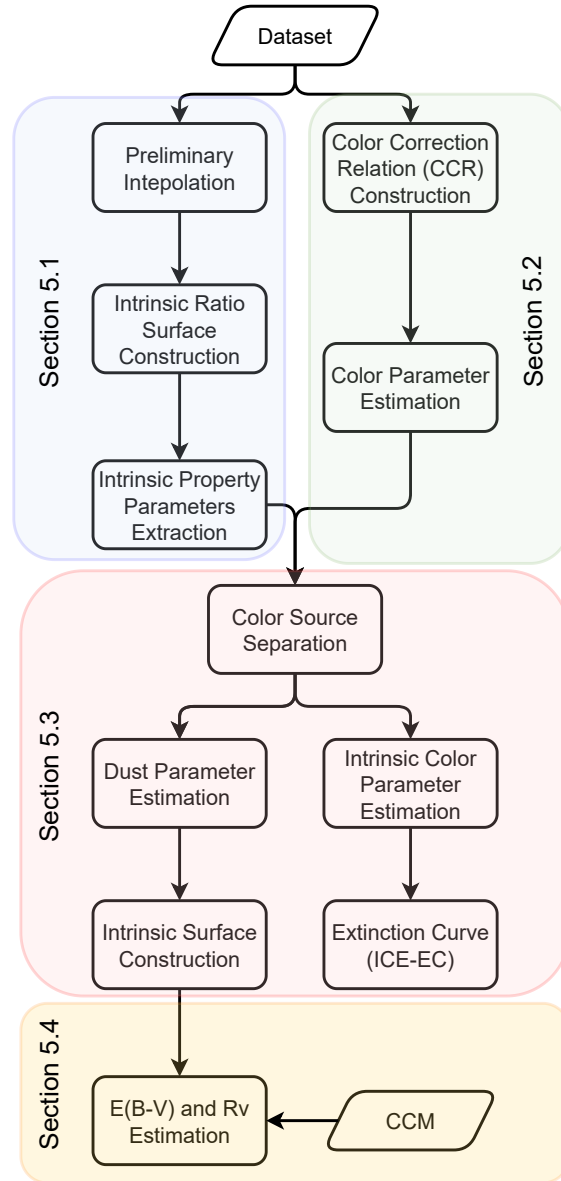 Dataset
Section 5.1
Preliminary
Intepolation
Intrinsic Ratio
Surface
Construction
Intrinsic Property
Parameters
Extraction
Color Correction
Relation (CCR)
Construction
Color Parameter
Estimation
Section 5.2
Section 5.3
Color Source
Separation
Dust Parameter
Estimation
Intrinsic Color
Parameter
Estimation
Intrinsic Surface
Construction
Extinction Curve
(ICE-EC)
Section 5.4
E(B-V) and Rv
Estimation
CCM